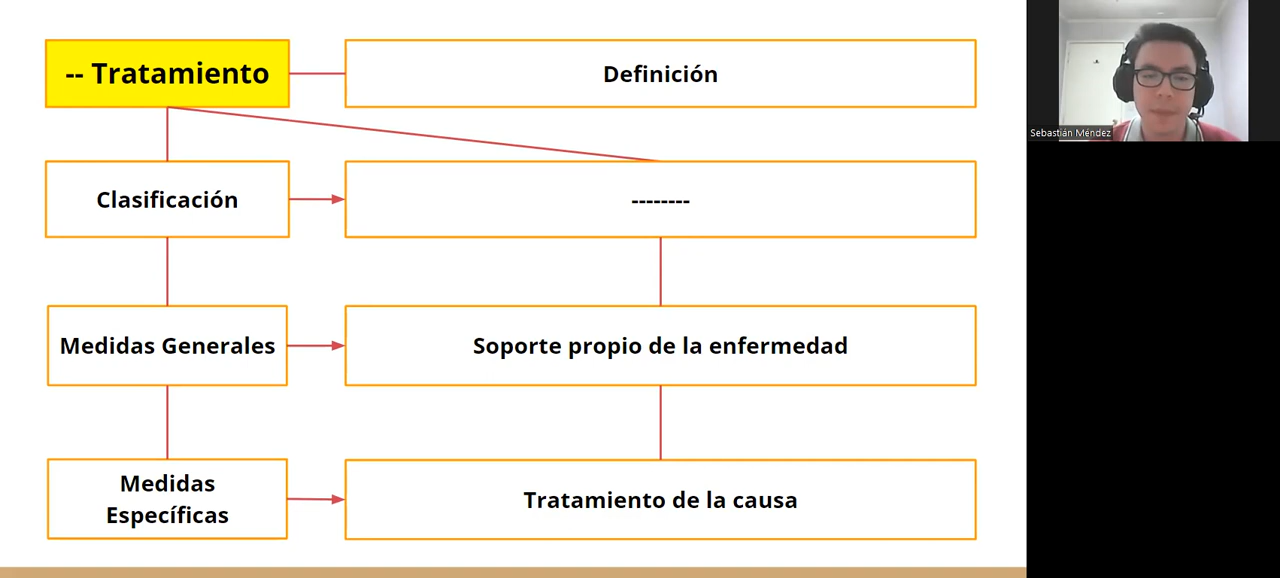 -- Tratamiento
Definición
Clasificación
--------
Medidas Generales
Soporte propio de la enfermedad
Medidas
Específicas
Tratamiento de la causa
Sebastián Méndez